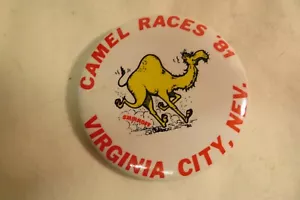 CAMEL RACES '81
VIRGINIA CITY, NEV.